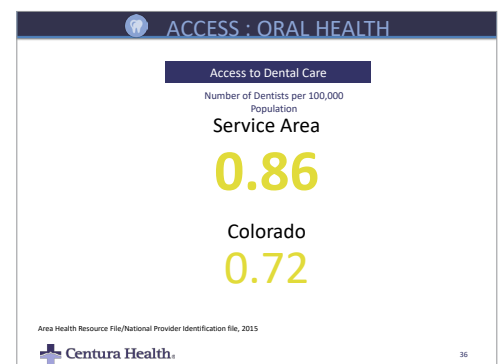 ACCESS : ORAL HEALTH
Access to Dental Care
Number of Dentists per 100,000
Population
Service Area
0.86
Colorado
0.72
Area Health Resource File/National Provider Identification file, 2015
Centura Health®
36